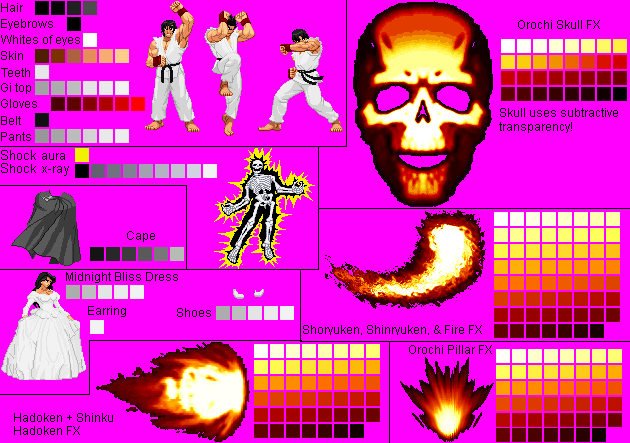 Hair
Eyebrows
Whites of eyes
Skin
Teeth
Gi top
Gloves
Belt
Pants
Orochi Skull FX
Skull uses subtractive
transparency!
Shock aura
Shock x-ray
Cape
Midnight Bliss Dress
Earring
Shoes
Shoryuken, Shinryuken, & Fire FX
Orochi Pillar FX
Hadoken + Shinku
Hadoken FX